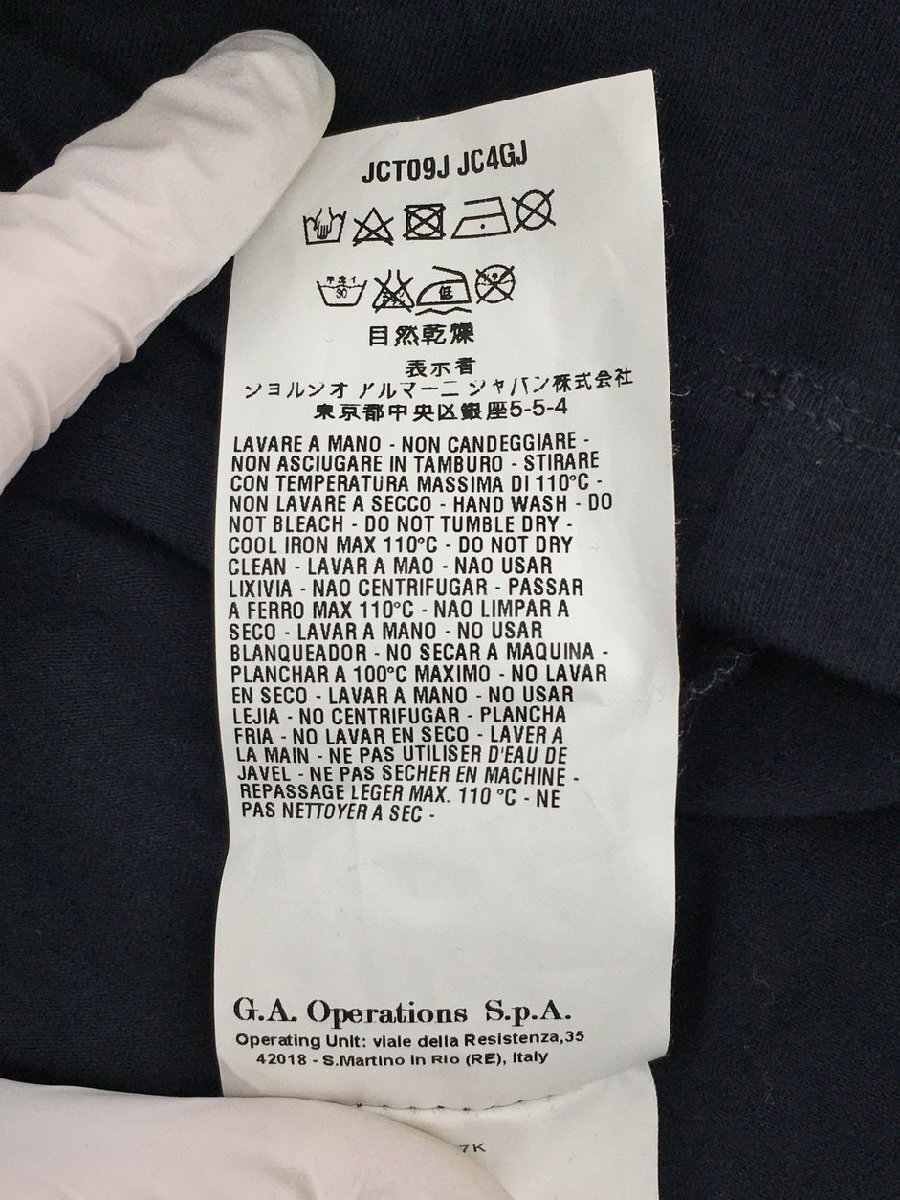 JCT09J JC4GJ
目然乾燥
表示者
ジョルジオ アルマーニ ジャパン株式会社
東京都中央区銀座5-5-4
LAVARE A MANO - NON CANDEGGIARE -
NON ASCIUGARE IN TAMBURO - STIRARE
CON TEMPERATURA MASSIMA DI 110°C -
NON LAVARE A SECCO - HAND WASH - DO
NOT BLEACH - DO NOT TUMBLE DRY -
COOL IRON MAX 110°C - DO NOT DRY
CLEAN - LAVAR A MAO - NAO USAR
LIXIVIA - NAO CENTRIFUGAR - PASSAR
A FERRO MAX 110°C - NAO LIMPAR A
SECO - LAVAR A MANO - NO USAR
BLANQUEADOR - NO SECAR A MAQUINA -
PLANCHAR A 100°C MAXIMO - NO LAVAR
EN SECO - LAVAR A MANO - NO USAR
LEJIA - NO CENTRIFUGAR - PLANCHA
FRIA - NO LAVAR EN SECO - LAVER A
LA MAIN - NE PAS UTILISER D'EAU DE
JAVEL - NE PAS SECHER EN MACHINE -
REPASSAGE LEGER MAX. 110 °C - NE
PAS NETTOYER A SEC -
G.A. Operations S.p.A.
Operating Unit: viale della Resistenza,35
42018 - S.Martino in Rio (RE), Italy
7K